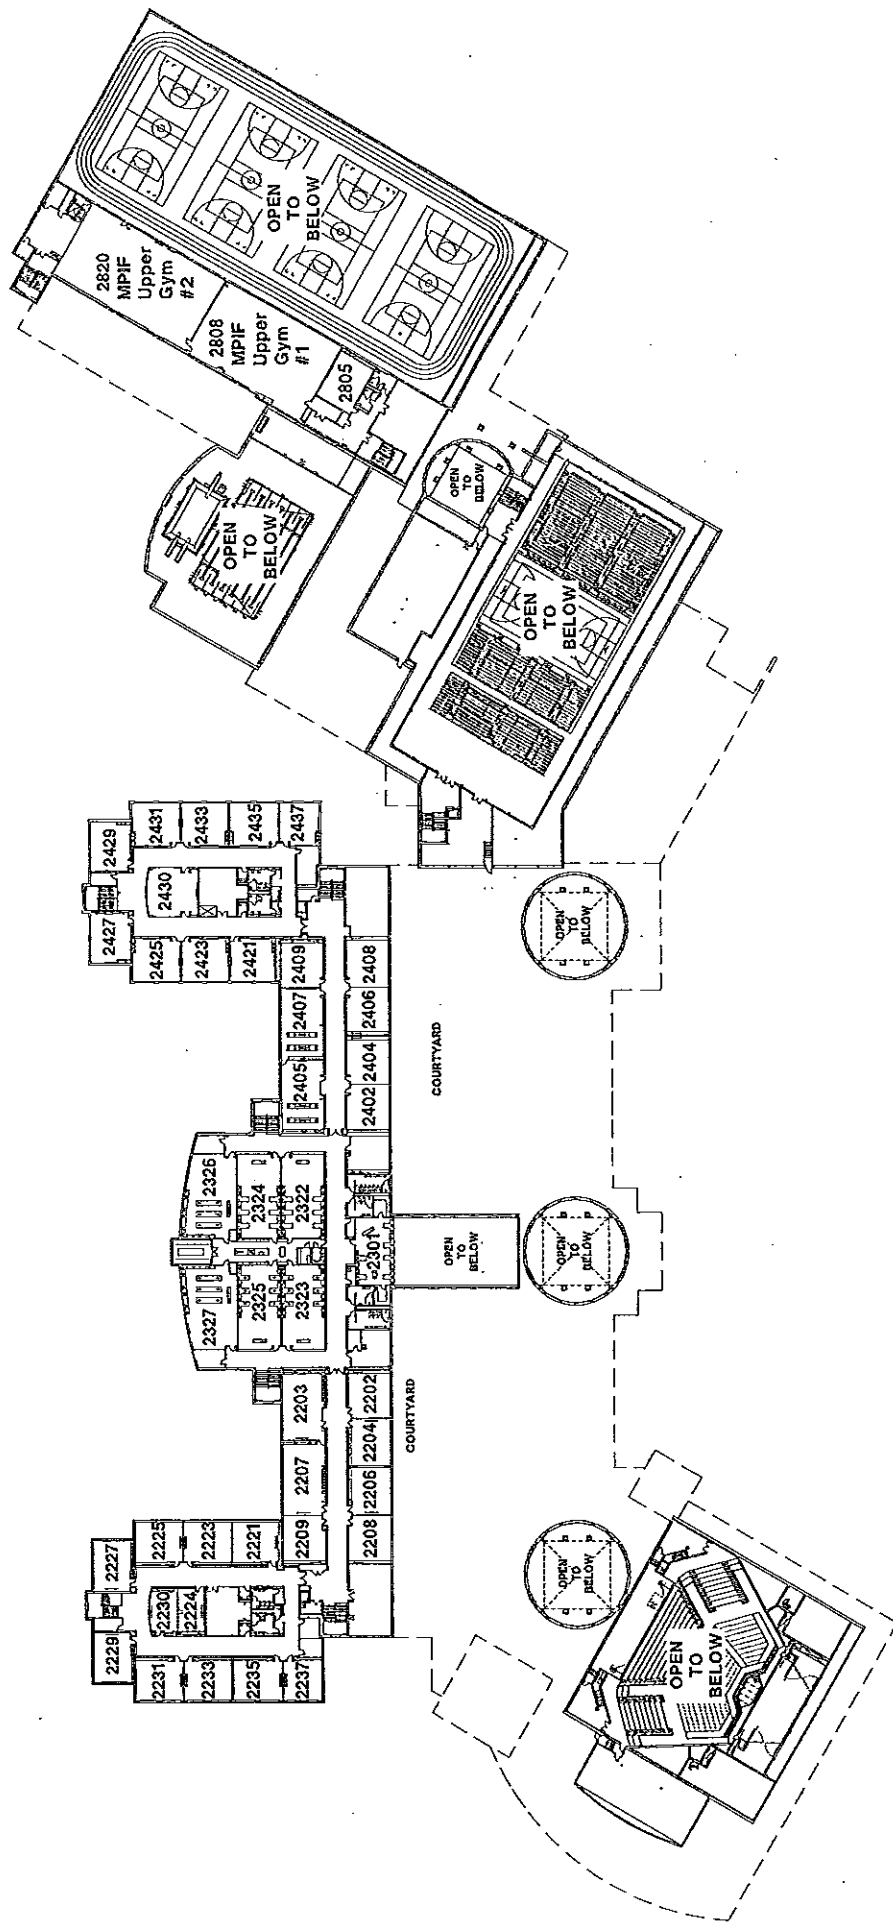 2820
MPIF
Upper
Gym
#2
2808
MPIF
Upper
Gym
#1
2805
OPEN
TO
BELOW
OPEN
TO
BELOW
OPEN
TO
BELOW
OPEN
TO
BELOW
2429
2427
2431
2433
2435
2437
2430
2425
2423
2421
2409
2407
2405
2408
2406
2404
2402
COURTYARD
OPEN
TO
BELOW
2326
2324
2322
2327
2325
2323
2301
OPEN
TO
BELOW
OPEN
TO
BELOW
2203
2207
2209
2202
2204
2206
2208
COURTYARD
2227
2225
2223
2221
2230
2224
2229
2231
2233
2235
2237
OPEN
TO
BELOW
OPEN
TO
BELOW